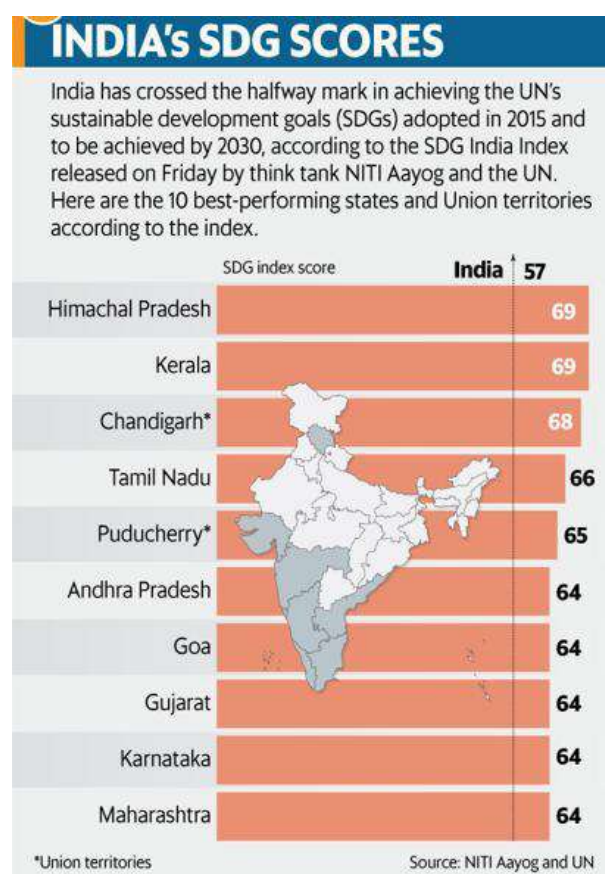 INDIA's SDG SCORES
India has crossed the halfway mark in achieving the UN's
sustainable development goals (SDGs) adopted in 2015 and
to be achieved by 2030, according to the SDG India Index
released on Friday by think tank NITI Aayog and the UN.
Here are the 10 best-performing states and Union territories
according to the index.
SDG index score India 57
Himachal Pradesh 69
Kerala 69
Chandigarh* 68
Tamil Nadu 66
Puducherry* 65
Andhra Pradesh 64
Goa 64
Gujarat 64
Karnataka 64
Maharashtra 64
*Union territories Source: NITI Aayog and UN